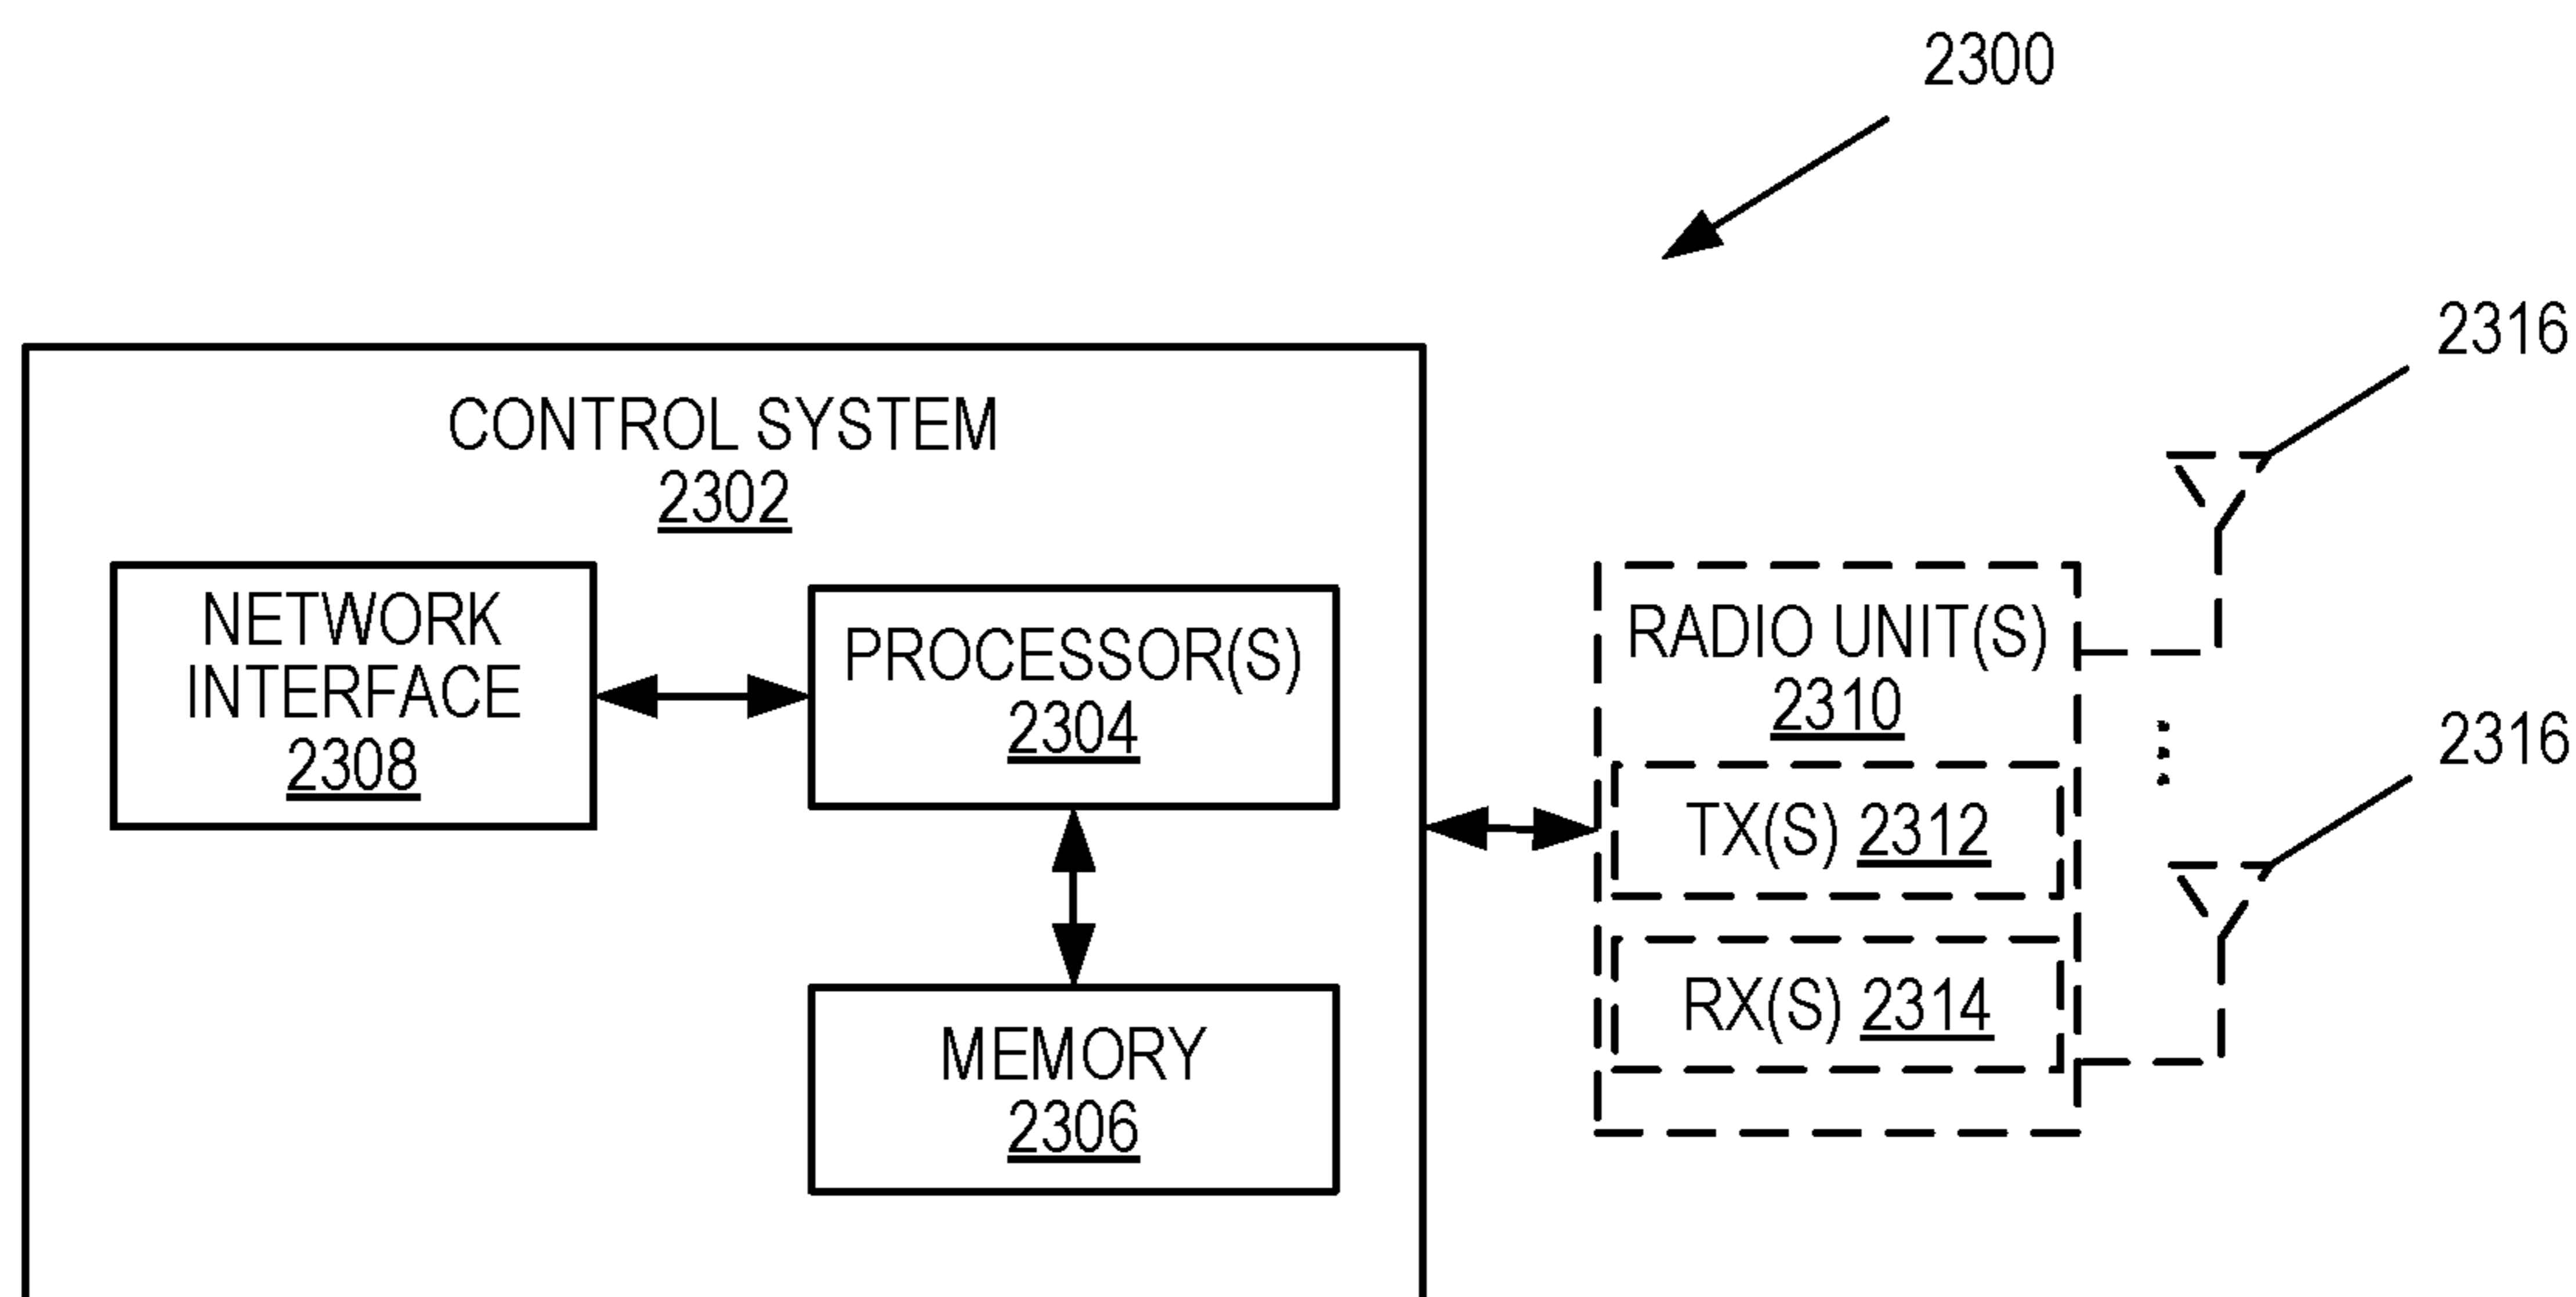 2300
2316
CONTROL SYSTEM
2302
NETWORK
INTERFACE
2308
PROCESSOR(S)
2304
RADIO UNIT(S)
2310
2316
TX(S) 2312
RX(S) 2314
MEMORY
2306